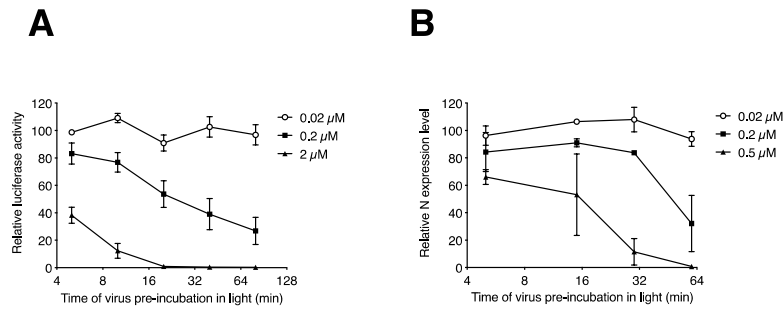 A
Relative luciferase activity
120
100
80
60
40
20
0
4 8 16 32 64 128
Time of virus pre-incubation in light (min)
0.02 µM
0.2 µM
2 µM
B
Relative N expression level
120
100
80
60
40
20
0
4 8 16 32 64
Time of virus pre-incubation in light (min)
0.02 µM
0.2 µM
0.5 µM